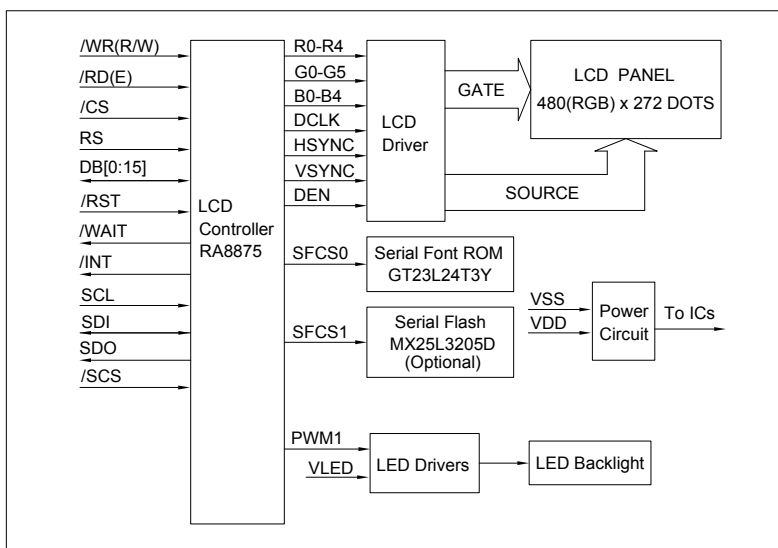 /WR(R/W)
/RD(E)
/CS
RS
DB[0:15]
/RST
/WAIT
/INT
SCL
SDI
SDO
/SCS
LCD
Controller
RA8875
R0-R4
G0-G5
B0-B4
DCLK
HSYNC
VSYNC
DEN
LCD
Driver
GATE
SOURCE
LCD PANEL
480(RGB) x 272 DOTS
SFCS0
Serial Font ROM
GT23L24T3Y
SFCS1
Serial Flash
MX25L3205D
(Optional)
VSS
VDD
Power
Circuit
To ICs
PWM1
VLED
LED Drivers
LED Backlight